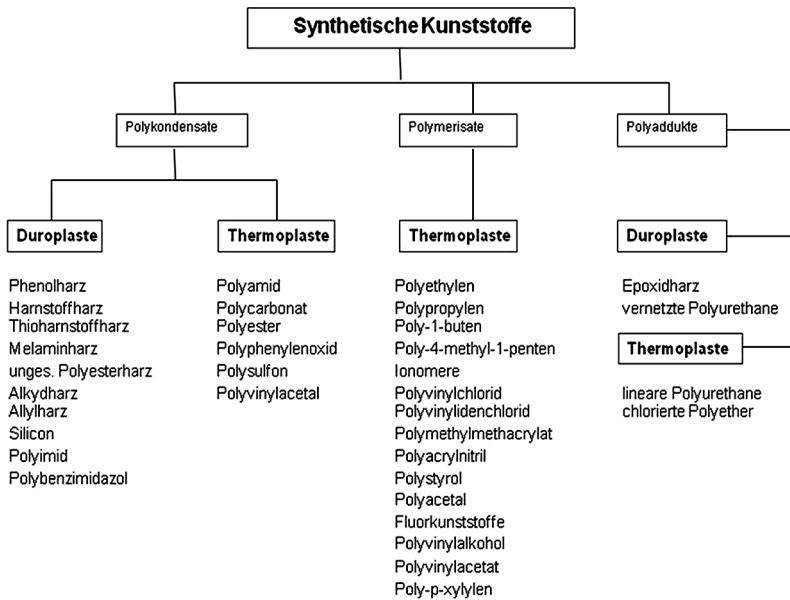 Synthetische Kunststoffe
Polykondensate
Polymerisate
Polyaddukte
Duroplaste
Phenolharz
Harnstoffharz
Thioharnstoffharz
Melaminharz
unges. Polyesterharz
Alkydharz
Allylharz
Silicon
Polyimid
Polybenzimidazol
Thermoplaste
Polyamid
Polycarbonat
Polyester
Polyphenylenoxid
Polysulfon
Polyvinylacetal
Thermoplaste
Polyethylen
Polypropylen
Poly-1-buten
Poly-4-methyl-1-penten
Ionomere
Polyvinylchlorid
Polyvinylidenchlorid
Polymethylmethacrylat
Polyacrylnitril
Polystyrol
Polyacetal
Fluorkunststoffe
Polyvinylalkohol
Polyvinylacetat
Poly-p-xylylen
Duroplaste
Epoxidharz
vernetzte Polyurethane
Thermoplaste
lineare Polyurethane
chlorierte Polyether